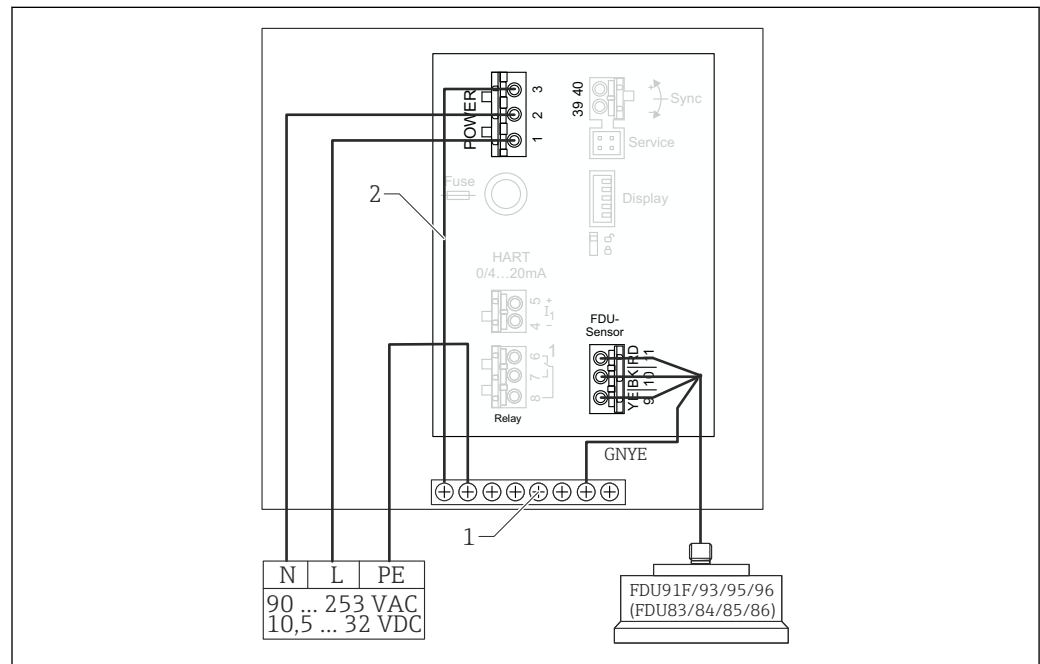 POWER
3
2
1
39 40
+
-
Sync
Service
Fuse
Display
2
HART
0/4...20mA
5 +
I1
4 -
FDU-
Sensor
6
7
8
1
YE|BK|RD
9 |10| 11
Relay
GNYE
1
N L PE
90 ... 253 VAC
10,5 ... 32 VDC
FDU91F/93/95/96
(FDU83/84/85/86)